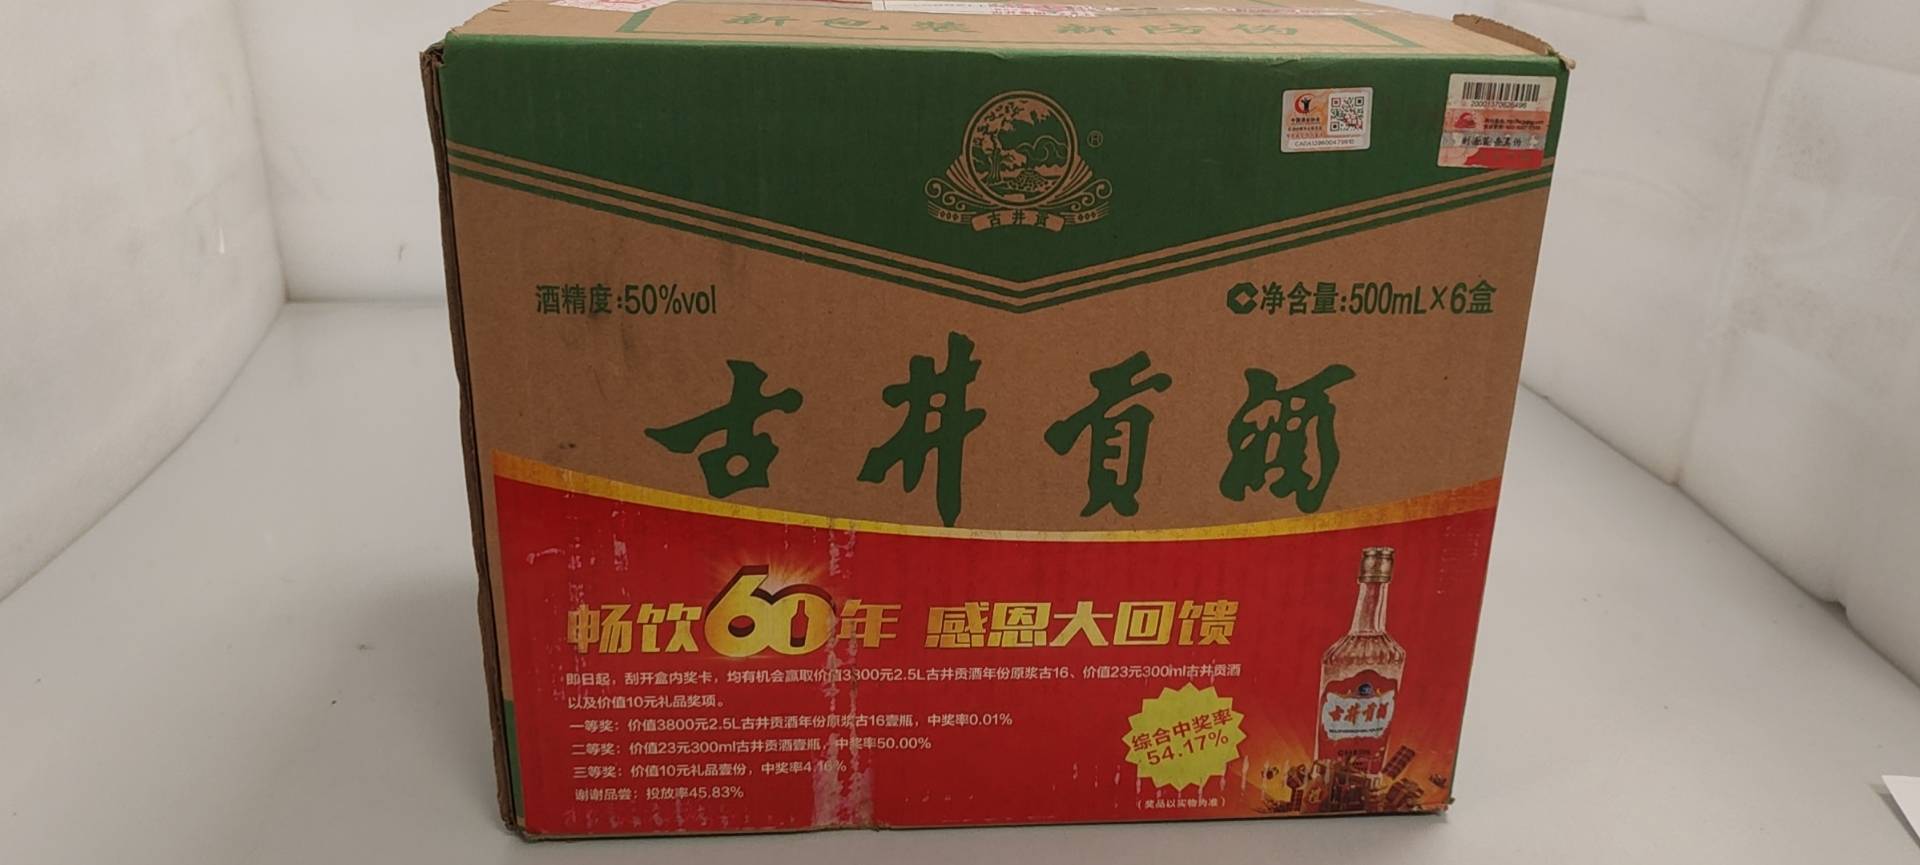 新包装 新防伪
20001370626496
古井贡
酒精度:50%vol
净含量:500mL×6盒
古井贡酒
畅饮60年 感恩大回馈
即日起，刮开盒内奖卡，均有机会赢取价值3800元2.5L古井贡酒年份原浆古16、价值23元300ml古井贡酒
以及价值10元礼品奖项。
一等奖：价值3800元2.5L古井贡酒年份原浆古16壹瓶，中奖率0.01%
二等奖：价值23元300ml古井贡酒壹瓶，中奖率50.00%
三等奖：价值10元礼品壹份，中奖率4.16%
谢谢品尝：投放率45.83%
综合中奖率
54.17%
（奖品以实物为准）
古井贡酒